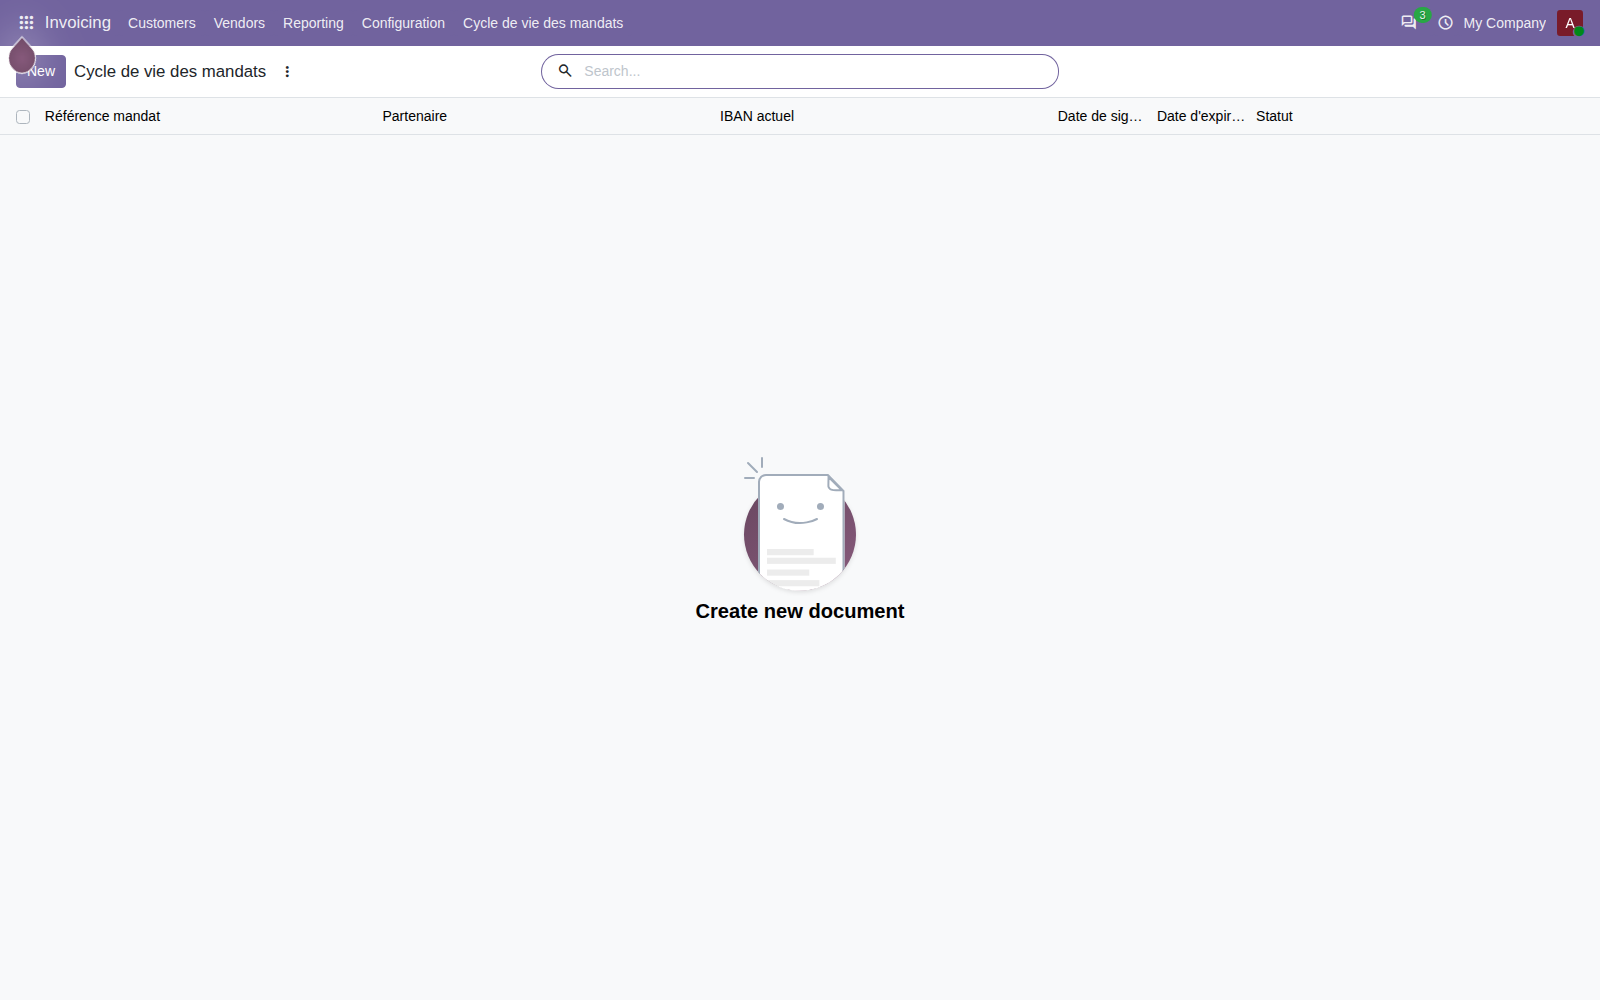 Invoicing Customers Vendors Reporting Configuration Cycle de vie des mandats 3 My Company A
New Cycle de vie des mandats Search...
Référence mandat Partenaire IBAN actuel Date de sig… Date d'expir… Statut
Create new document